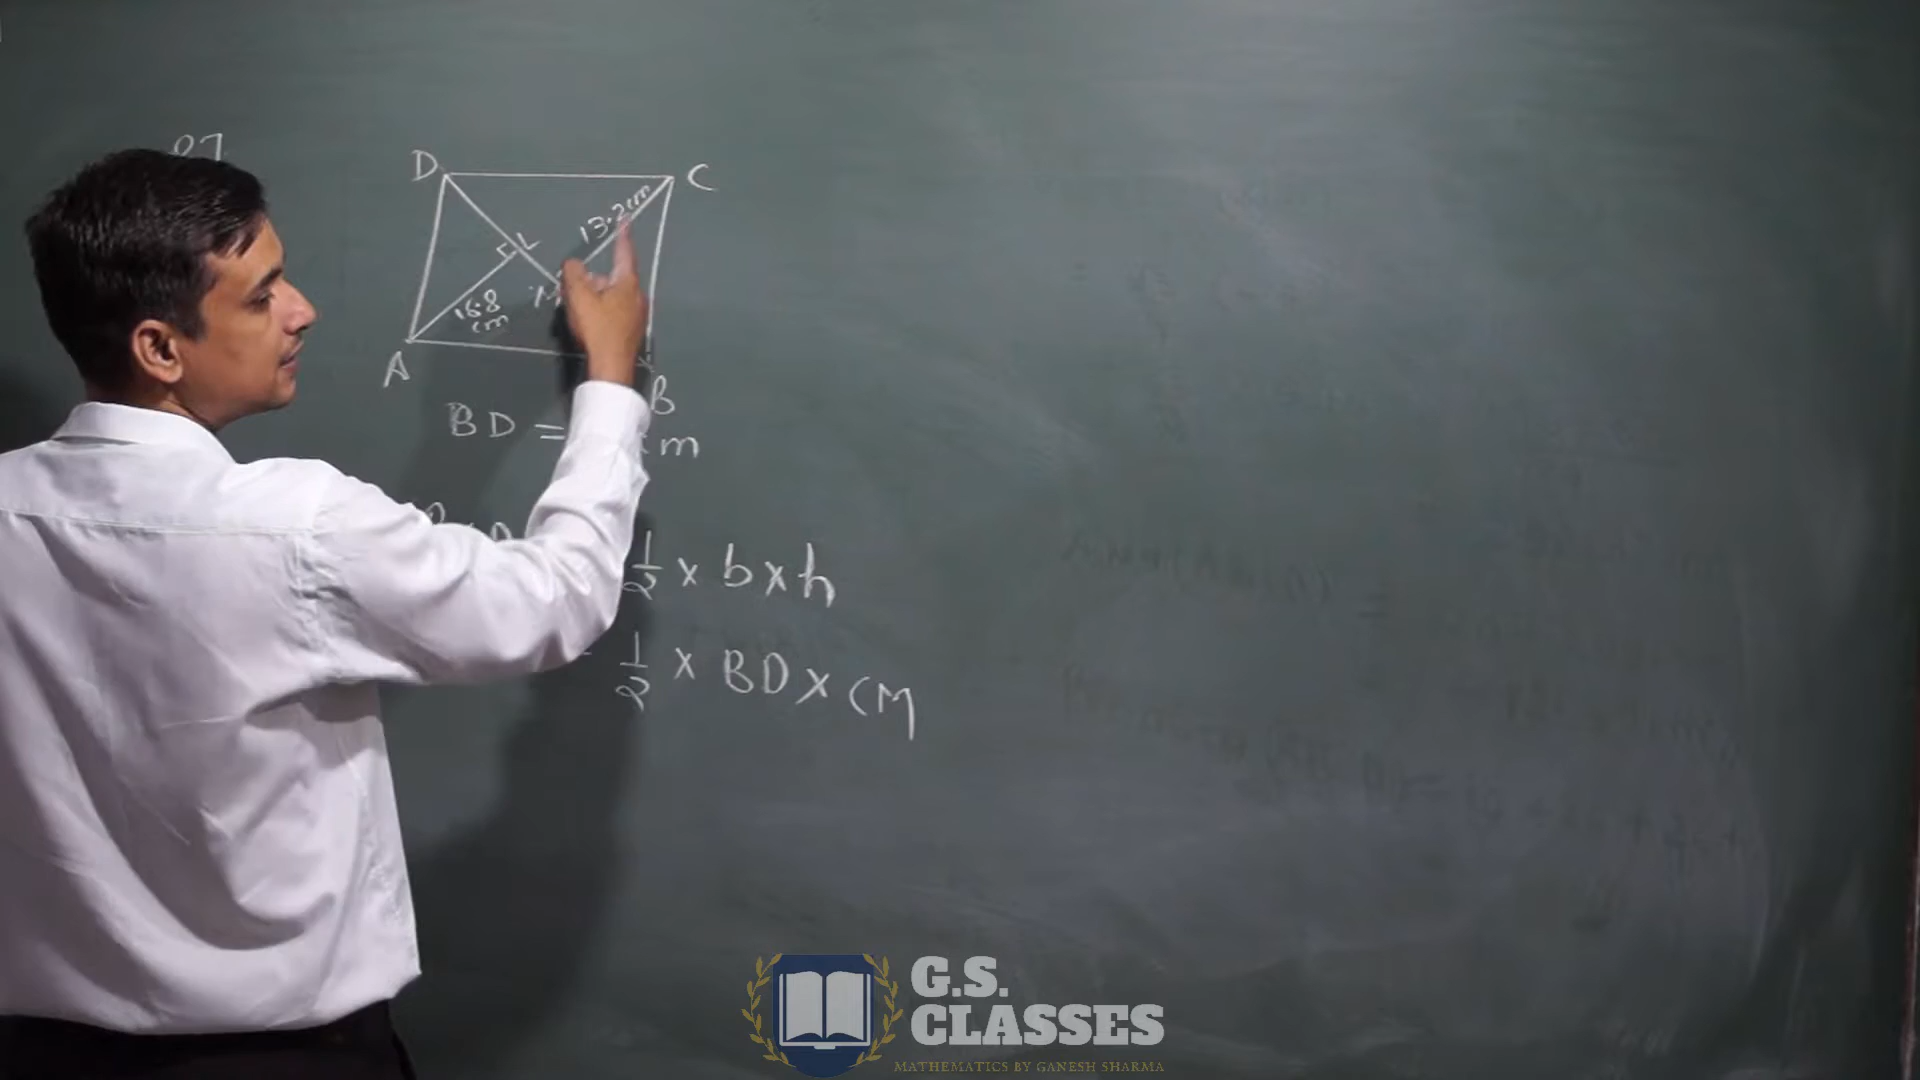 D
C
13.2cm
L
M
16.8
cm
A
B
BD =
m
1/2 × b × h
1/2 × BD × CM
G.S.
CLASSES
MATHEMATICS BY GANESH SHARMA